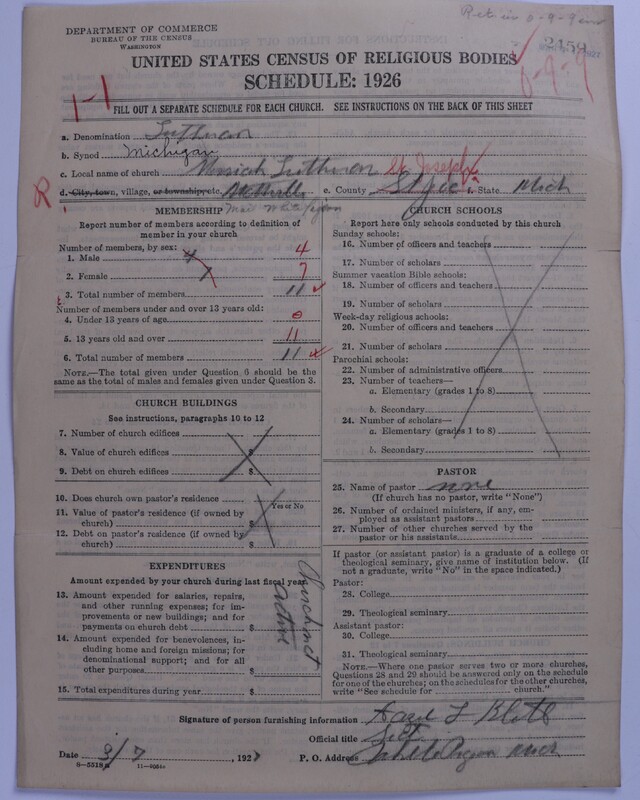 DEPARTMENT OF COMMERCE
BUREAU OF THE CENSUS
WASHINGTON
2459
6-9-9
UNITED STATES CENSUS OF RELIGIOUS BODIES
SCHEDULE: 1926
1-1
FILL OUT A SEPARATE SCHEDULE FOR EACH CHURCH. SEE INSTRUCTIONS ON THE BACK OF THIS SHEET
a. Denomination Lutheran
b. Synod Michigan
c. Local name of church Lutheran
R d. City, town, village, or township, etc.
e. County, St. Joseph f. State Mich
MEMBERSHIP
Report number of members according to definition of
member in your church
Number of members, by sex:
1. Male 4
2. Female 7
3. Total number of members 11
Number of members under and over 13 years old:
4. Under 13 years of age 0
5. 13 years old and over 11
6. Total number of members 11
NOTE.—The total given under Question 6 should be
same as the total of males and females given under Question 3.
CHURCH BUILDINGS
See instructions, paragraphs 10 to 12
7. Number of church edifices
8. Value of church edifices $
9. Debt on church edifices $
10. Does church own pastor's residence
Yes or No
11. Value of pastor's residence (if owned by
church) $
12. Debt on pastor's residence (if owned by
church) $
EXPENDITURES
Amount expended by your church during last fiscal year
13. Amount expended for salaries, repairs,
and other running expenses; for im-
provements or new buildings; and for
payments on church debt $
14. Amount expended for benevolences, in-
cluding home and foreign missions; for
denominational support; and for all
other purposes $
15. Total expenditures during year $
CHURCH SCHOOLS
Report here only schools conducted by this church
Sunday schools:
16. Number of officers and teachers
17. Number of scholars
Summer vacation Bible schools:
18. Number of officers and teachers
19. Number of scholars
Week-day religious schools:
20. Number of officers and teachers
21. Number of scholars
Parochial schools:
22. Number of administrative officers
23. Number of teachers—
a. Elementary (grades 1 to 8)
b. Secondary
24. Number of scholars—
a. Elementary (grades 1 to 8)
b. Secondary
PASTOR
25. Name of pastor none
(If church has no pastor, write "None")
26. Number of ordained ministers, if any, em-
ployed as assistant pastors
27. Number of other churches served by the
pastor or his assistants
If pastor (or assistant pastor) is a graduate of a college or
theological seminary, give name of institution below. (If
not a graduate, write "No" in the space indicated.)
Pastor:
28. College
29. Theological seminary
Assistant pastor:
30. College
31. Theological seminary
NOTE.—Where one pastor serves two or more churches,
Questions 28 and 29 should be answered only on the schedule
for one of the churches; on the schedules for the other churches,
write "See schedule for church."
Signature of person furnishing information
Official title
Date 3/7, 1927 P. O. Address Mich
8-5518a 11-9054a